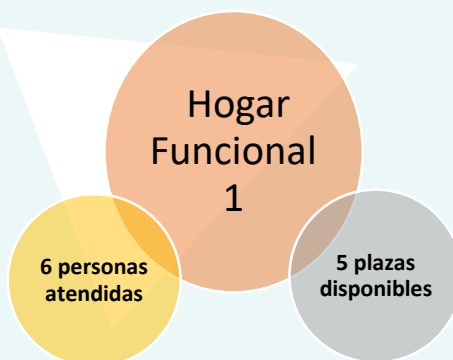 Hogar
Funcional
1
6 personas
atendidas
5 plazas
disponibles